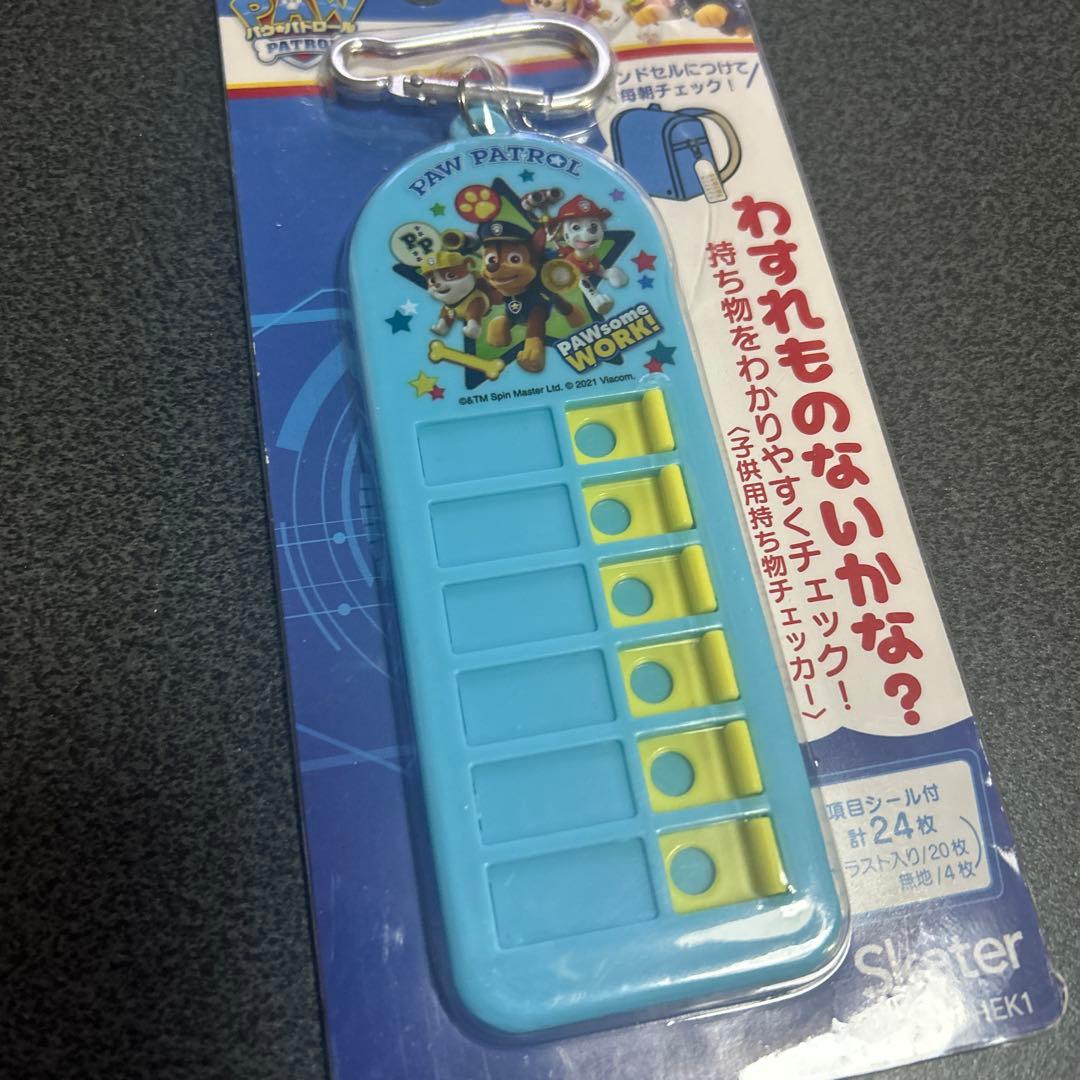 PAW
パウ・パトロール
PATROL
ンドセルにつけて
毎朝チェック！
PAW PATROL
PAWsome
WORK!
©&TM Spin Master Ltd. © 2021 Viacom.
わすれものないかな？
持ち物をわかりやすくチェック！
〈子供用持ち物チェッカー〉
項目シール付
計24枚
ラスト入り/20枚
無地/4枚
Skater
HEK1